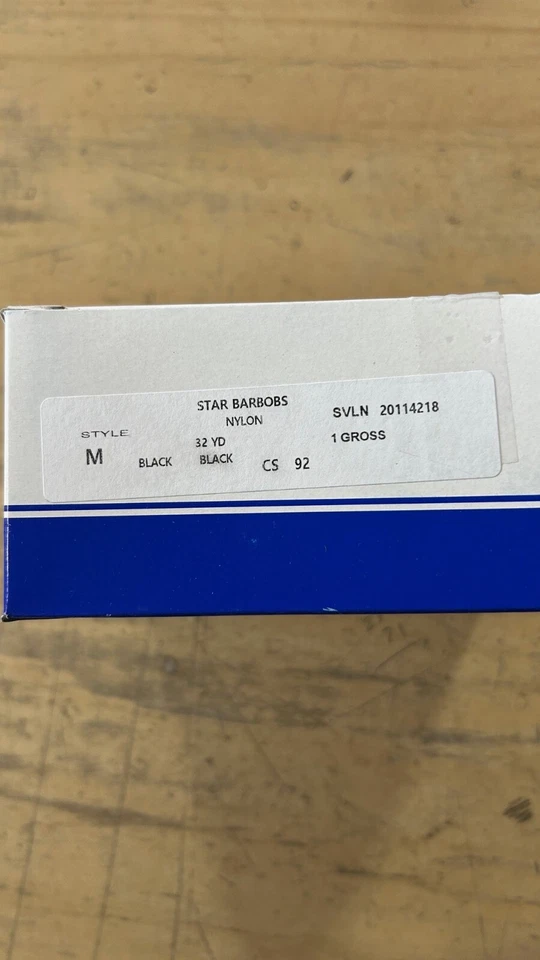 STAR BARBOBS
NYLON
SVLN 20114218
STYLE
32 YD
1 GROSS
M BLACK BLACK CS 92